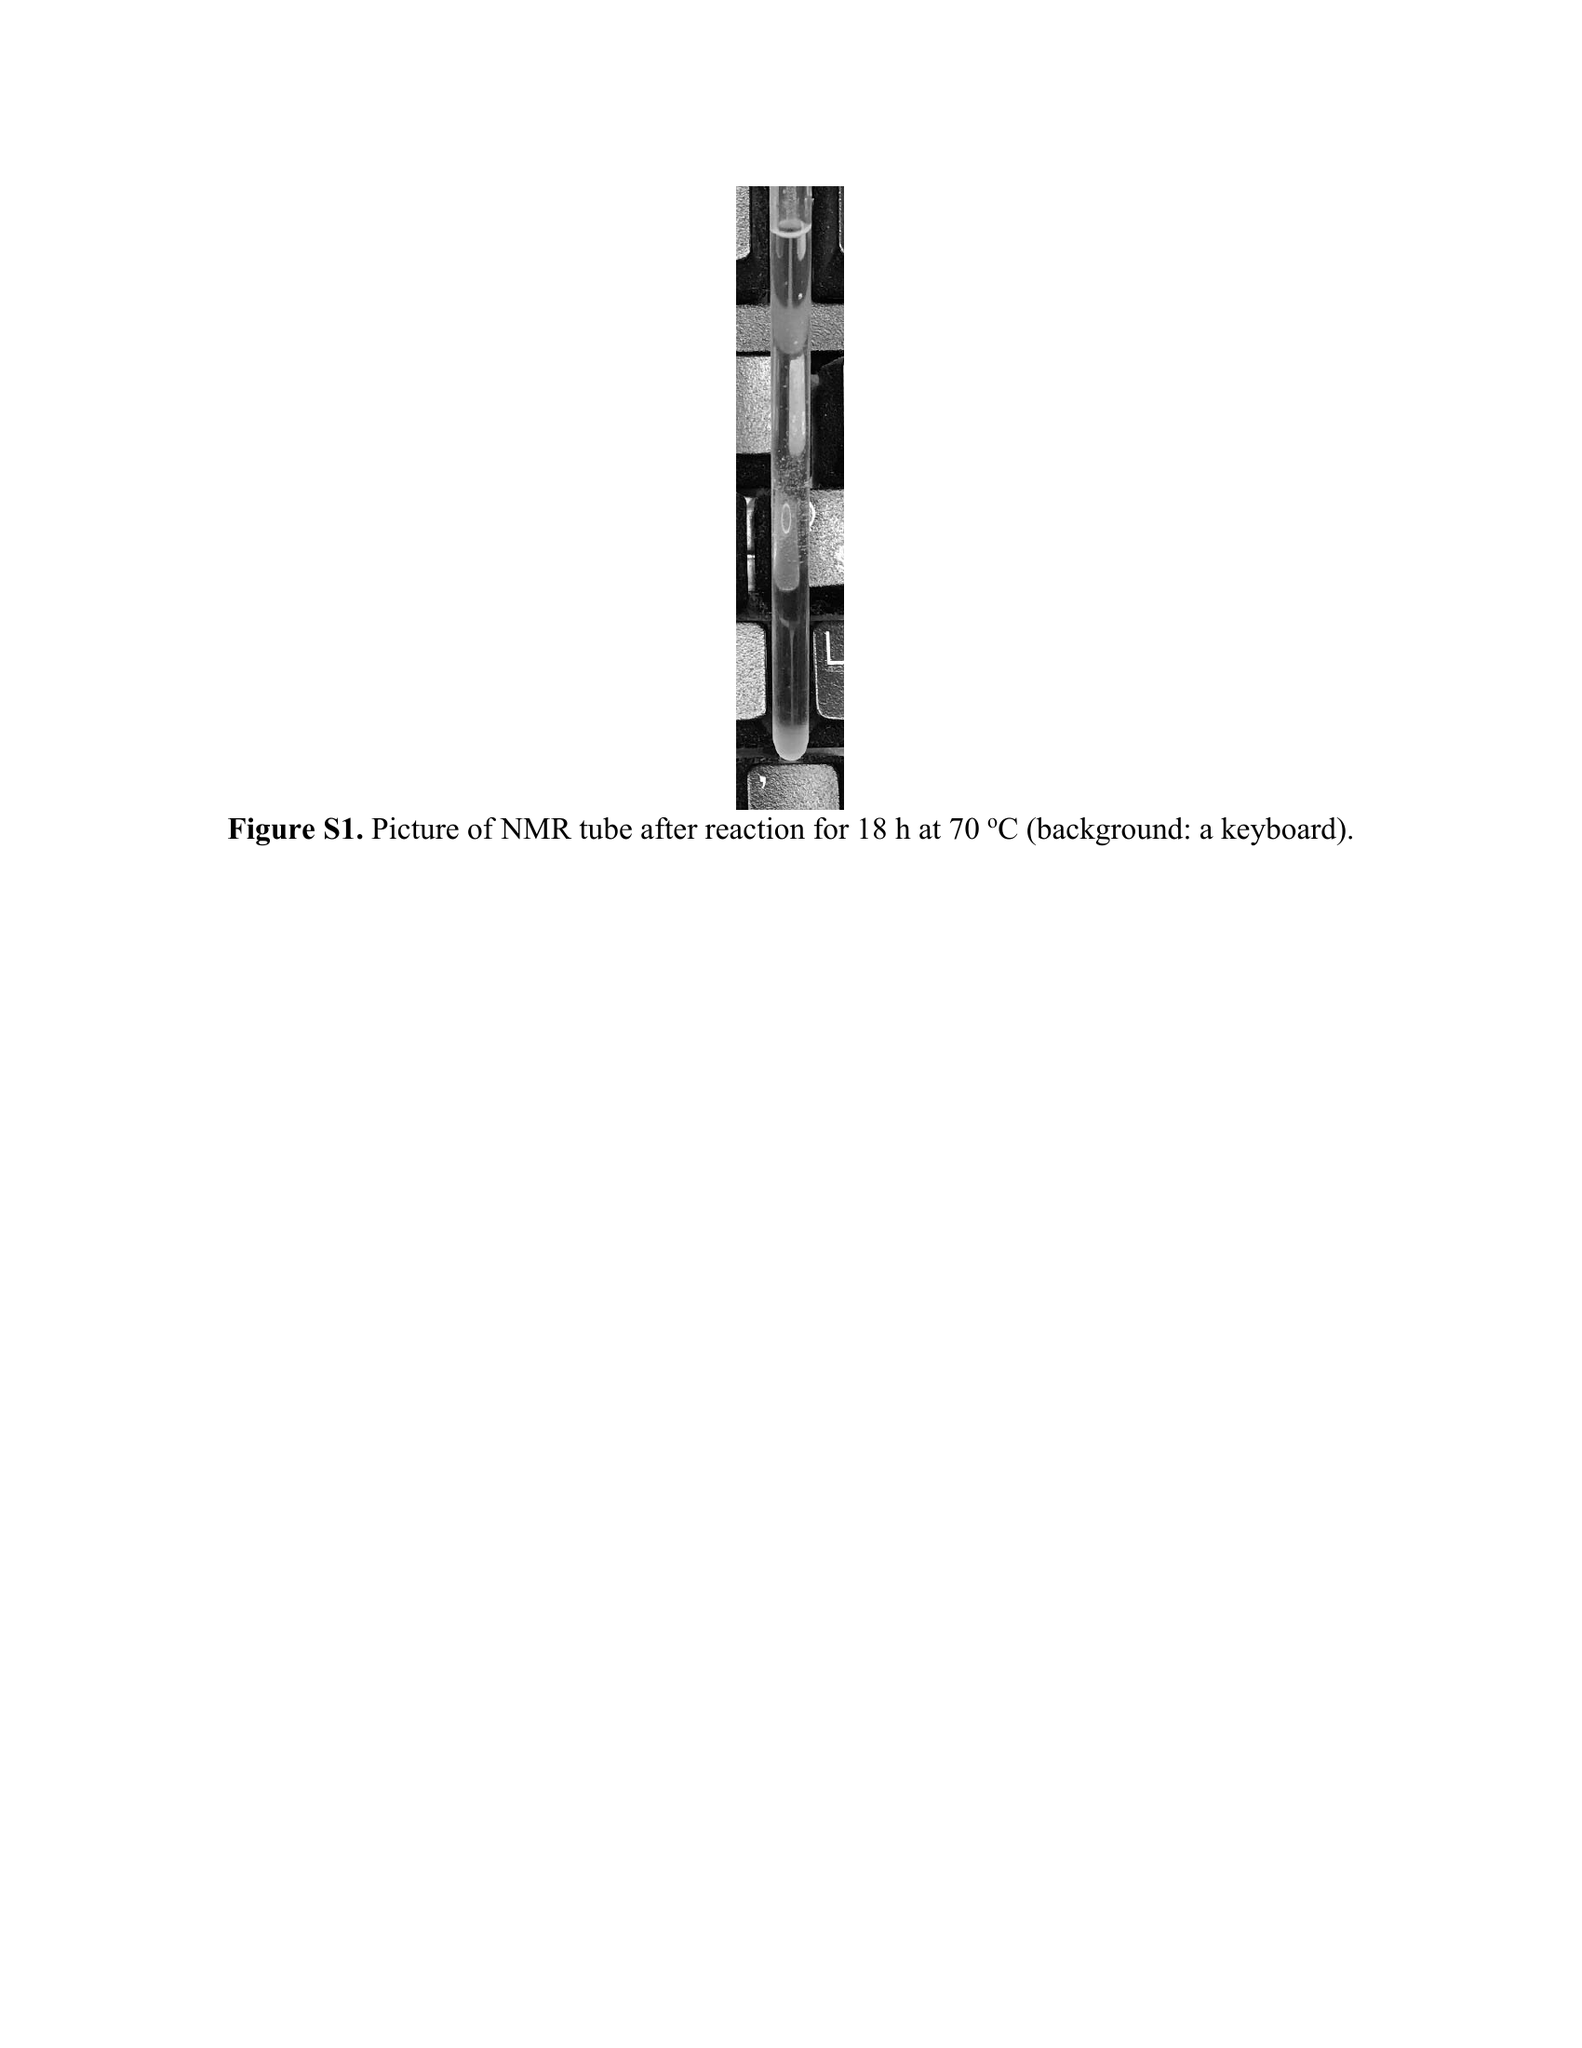 L
,
Figure S1. Picture of NMR tube after reaction for 18 h at 70 ºC (background: a keyboard).